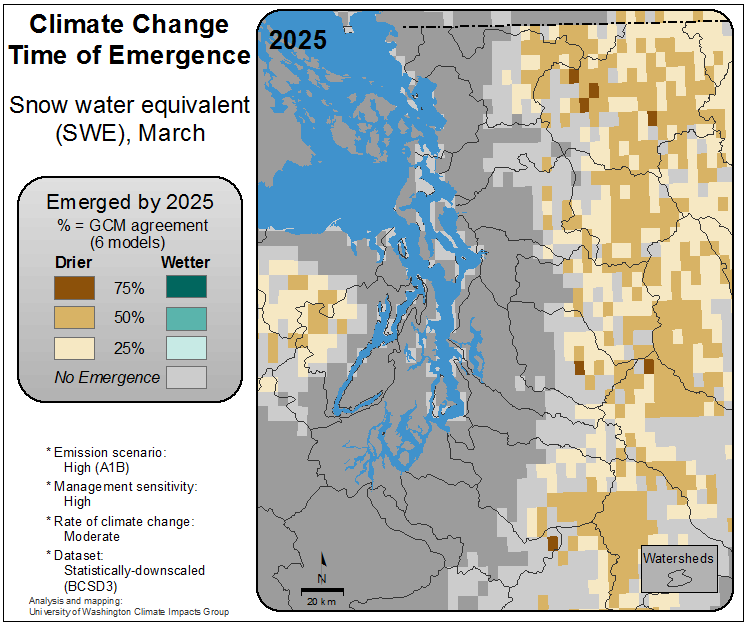 Climate Change
Time of Emergence
Snow water equivalent
(SWE), March
Emerged by 2025
% = GCM agreement
(6 models)
Drier Wetter
75%
50%
25%
No Emergence
* Emission scenario:
High (A1B)
* Management sensitivity:
High
* Rate of climate change:
Moderate
* Dataset:
Statistically-downscaled
(BCSD3)
Analysis and mapping:
University of Washington Climate Impacts Group
2025
N
20 km
Watersheds